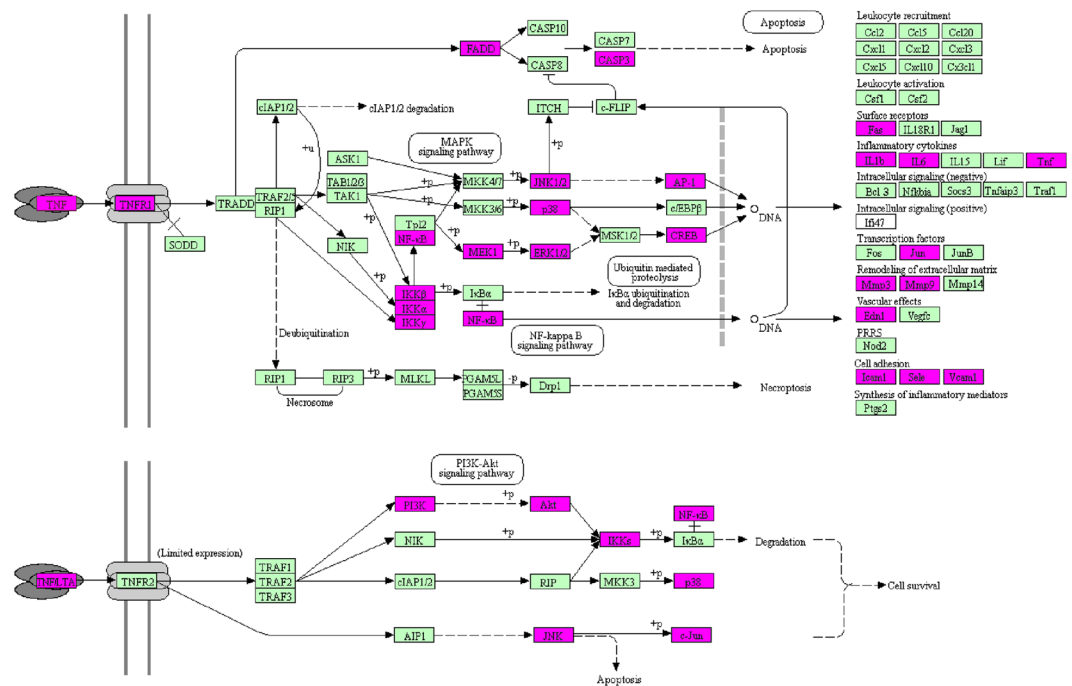 Apoptosis
Leukocyte recruitment
Ccl2 Ccl5 Ccl20
Cxcl1 Cxcl2 Cxcl3
Cxcl5 Cxcl10 Cx3cl1
Leukocyte activation
Csf1 Csf2
Surface receptors
Fas IL18R1 Jag1
Inflammatory cytokines
IL1b IL6 IL15 Lif Tnf
Intracellular signaling (negative)
Bcl 3 Nfkbia Socs3 Tnfaip3 Traf1
Intracellular signaling (positive)
Ifi47
Transcription factors
Fos Jun JunB
Remodeling of extracellular matrix
Mmp3 Mmp9 Mmp14
Vascular effects
Edn1 Vegfc
PRRS
Nod2
Cell adhesion
Icam1 Sele Vcam1
Synthesis of inflammatory mediators
Ptgs2
FADD
CASP10
CASP8
CASP7
CASP3
Apoptosis
cIAP1/2
cIAP1/2 degradation
+u
MAPK
signaling pathway
ITCH
c-FLIP
+p
ASK1
TAB1/2/3
TAK1
+p
+p
+p
MKK4/7
+p
JNK1/2
AP-1
MKK3/6
+p
p38
c/EBPβ
DNA
TNF
TNFR1
SODD
TRADD
TRAF2/5
RIP1
NIK
+p
Tpl2
NF-κB
+p
MEK1
+p
ERK1/2
MSK1/2
+p
CREB
+p
IKKβ
IKKα
IKKγ
+p
IκBα
NF-κB
Ubiquitin mediated
proteolysis
IκBα ubiquitination
and degradation
DNA
NF-kappa B
signaling pathway
Deubiquitination
RIP1
RIP3
Necrosome
+p
MLKL
PGAM5L
PGAM5S
-p
Drp1
Necroptosis
PI3K-Akt
signaling pathway
PI3K
+p
Akt
NF-κB
NIK
+p
IKKs
+p
IκBα
Degradation
(Limited expression)
TNF/LTA
TNFR2
TRAF1
TRAF2
TRAF3
cIAP1/2
RIP
MKK3
+p
p38
Cell survival
AIP1
JNK
+p
c-Jun
Apoptosis